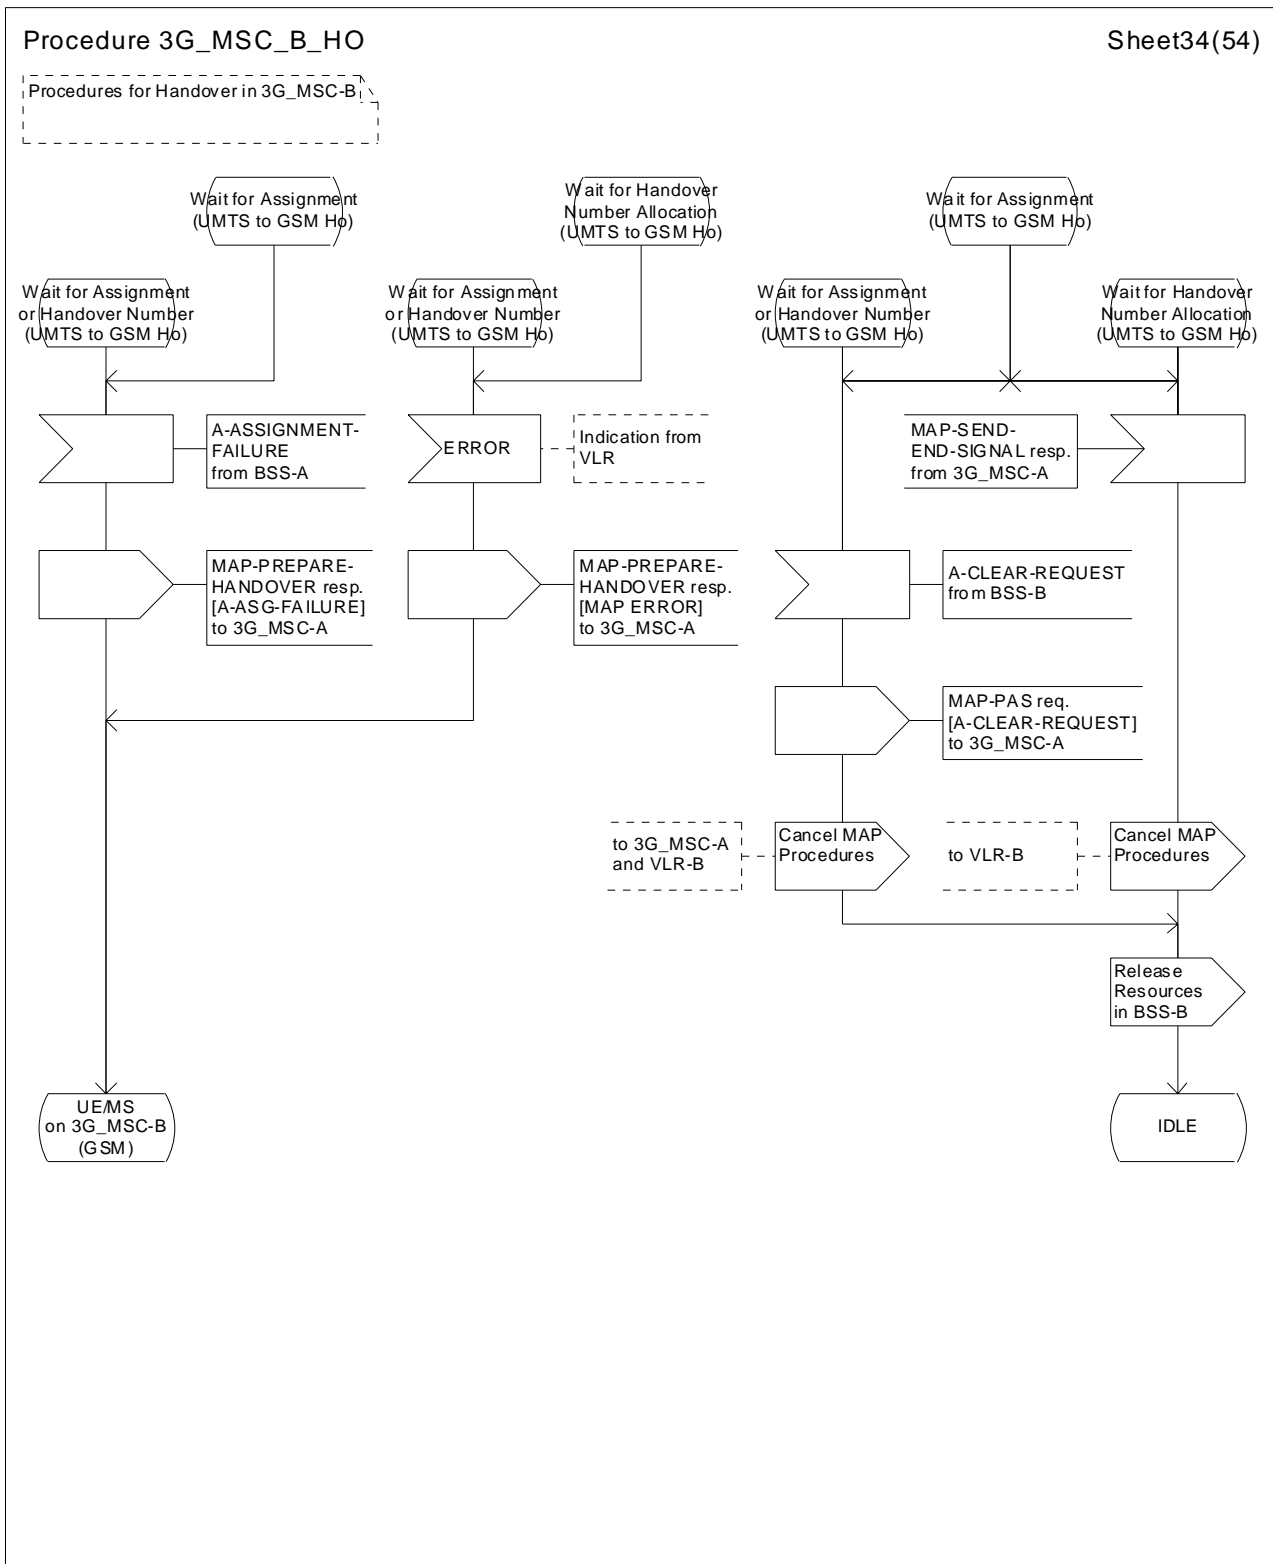 Procedure 3G_MSC_B_HO
Sheet34(54)
Procedures for Handover in 3G_MSC-B
Wait for Assignment
(UMTS to GSM Ho)
Wait for Handover
Number Allocation
(UMTS to GSM Ho)
Wait for Assignment
(UMTS to GSM Ho)
Wait for Assignment
or Handover Number
(UMTS to GSM Ho)
Wait for Assignment
or Handover Number
(UMTS to GSM Ho)
Wait for Assignment
or Handover Number
(UMTS to GSM Ho)
Wait for Handover
Number Allocation
(UMTS to GSM Ho)
A-ASSIGNMENT-
FAILURE
from BSS-A
ERROR
Indication from
VLR
MAP-SEND-
END-SIGNAL resp.
from 3G_MSC-A
MAP-PREPARE-
HANDOVER resp.
[A-ASG-FAILURE]
to 3G_MSC-A
MAP-PREPARE-
HANDOVER resp.
[MAP ERROR]
to 3G_MSC-A
A-CLEAR-REQUEST
from BSS-B
MAP-PAS req.
[A-CLEAR-REQUEST]
to 3G_MSC-A
to 3G_MSC-A
and VLR-B
Cancel MAP
Procedures
to VLR-B
Cancel MAP
Procedures
Release
Resources
in BSS-B
UE/MS
on 3G_MSC-B
(GSM)
IDLE